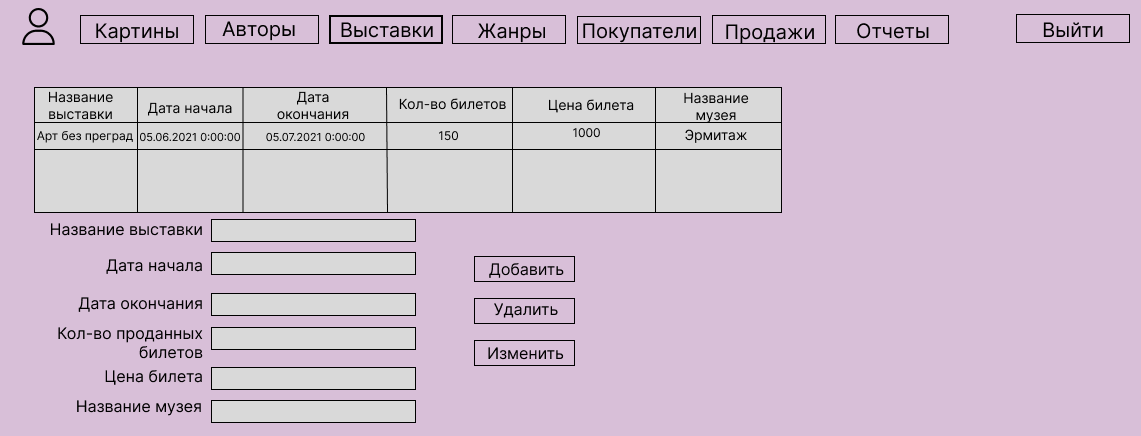 Картины Авторы Выставки Жанры Покупатели Продажи Отчеты Выйти
Название выставки Дата начала Дата окончания Кол-во билетов Цена билета Название музея
Арт без преград 05.06.2021 0:00:00 05.07.2021 0:00:00 150 1000 Эрмитаж
Название выставки
Дата начала
Добавить
Дата окончания
Удалить
Кол-во проданных
билетов
Изменить
Цена билета
Название музея